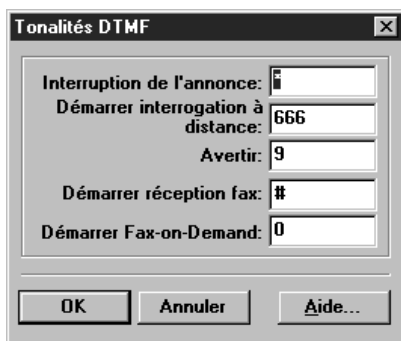 Tonalités DTMF
Interruption de l'annonce: *
Démarrer interrogation à
distance: 666
Avertir: 9
Démarrer réception fax: #
Démarrer Fax-on-Demand: 0
OK Annuler Aide...